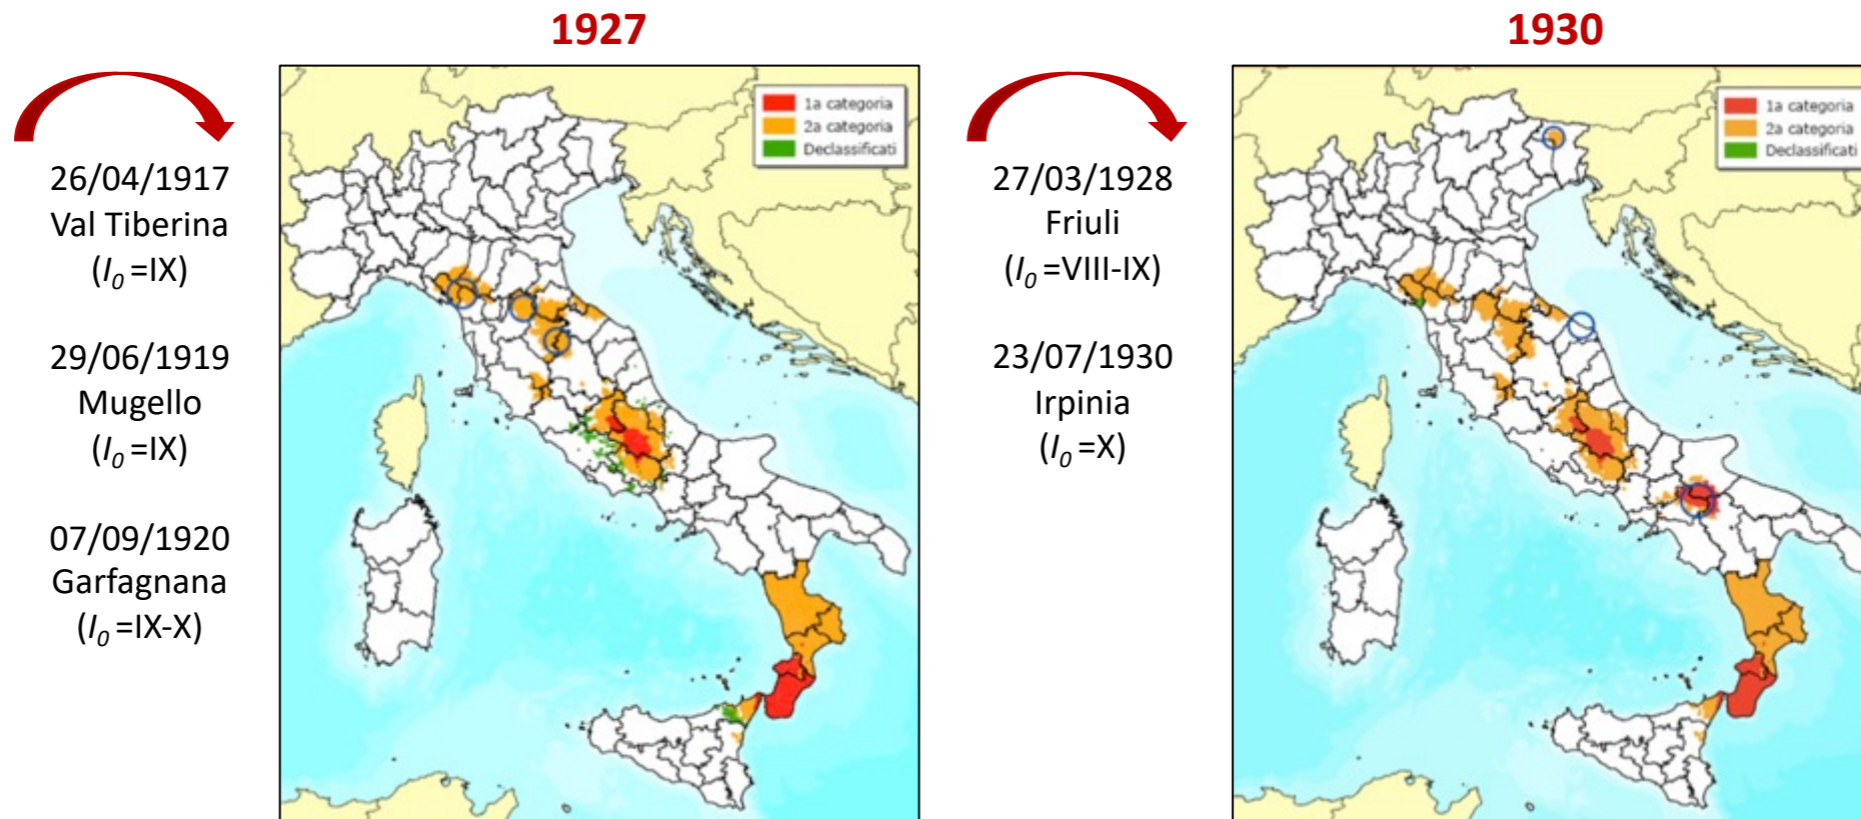 1927
26/04/1917
Val Tiberina
(I₀ =IX)
29/06/1919
Mugello
(I₀ =IX)
07/09/1920
Garfagnana
(I₀ =IX-X)
1a categoria
2a categoria
Declassificati
1930
27/03/1928
Friuli
(I₀ =VIII-IX)
23/07/1930
Irpinia
(I₀ =X)
1a categoria
2a categoria
Declassificati